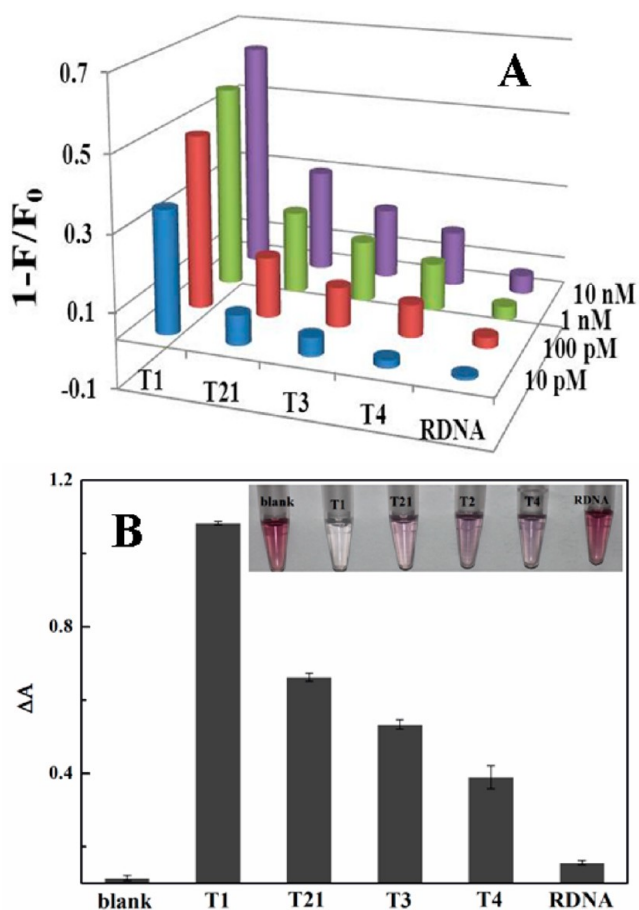 A
1-F/F0
0.7
0.5
0.3
0.1
-0.1
T1
T21
T3
T4
RDNA
10 nM
1 nM
100 pM
10 pM
B
blank T1 T21 T2 T4 RDNA
ΔA
1.2
0.8
0.4
blank T1 T21 T3 T4 RDNA